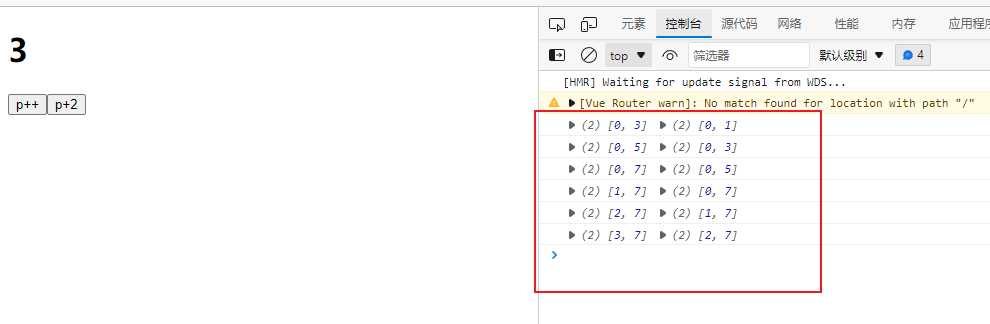 3
p++ p+2
元素 控制台 源代码 网络 性能 内存 应用程序
top 筛选器 默认级别 4
[HMR] Waiting for update signal from WDS...
[Vue Router warn]: No match found for location with path "/"
(2) [0, 3] (2) [0, 1]
(2) [0, 5] (2) [0, 3]
(2) [0, 7] (2) [0, 5]
(2) [1, 7] (2) [0, 7]
(2) [2, 7] (2) [1, 7]
(2) [3, 7] (2) [2, 7]